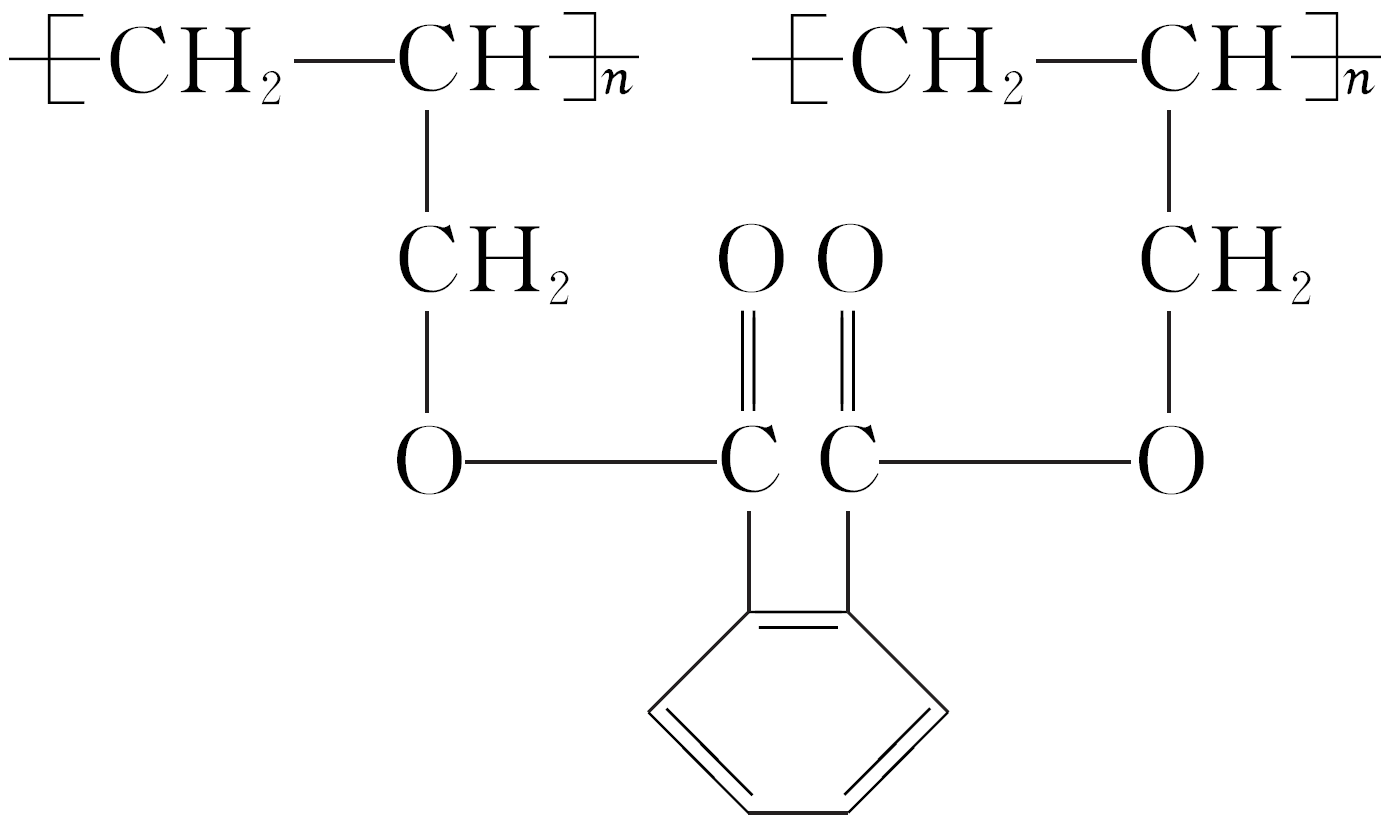 [CH₂—CH]n [CH₂—CH]n
CH₂ O O CH₂
O C C O